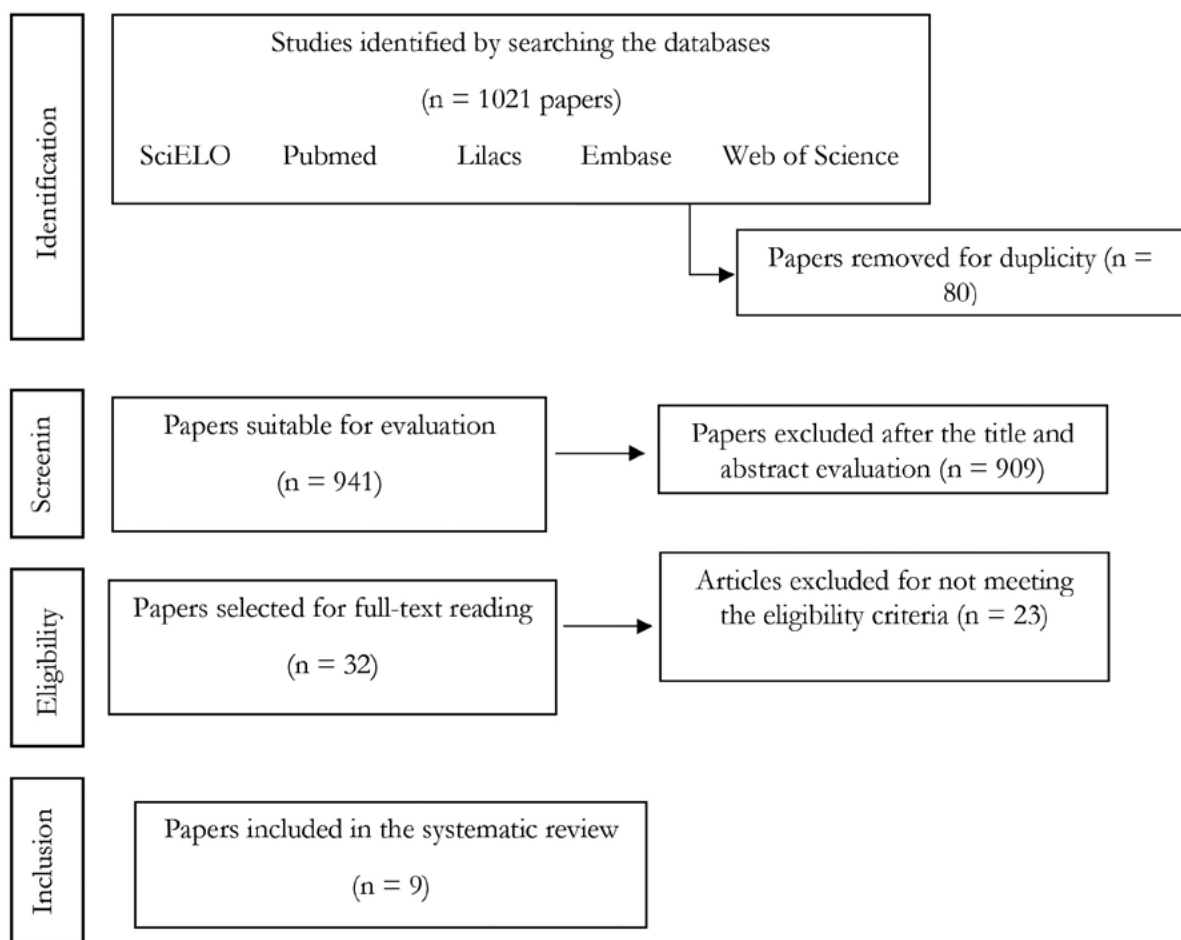 Identification
Studies identified by searching the databases
(n = 1021 papers)
SciELO Pubmed Lilacs Embase Web of Science
Papers removed for duplicity (n =
80)
Screenin
Papers suitable for evaluation
(n = 941)
Papers excluded after the title and
abstract evaluation (n = 909)
Eligibility
Papers selected for full-text reading
(n = 32)
Articles excluded for not meeting
the eligibility criteria (n = 23)
Inclusion
Papers included in the systematic review
(n = 9)